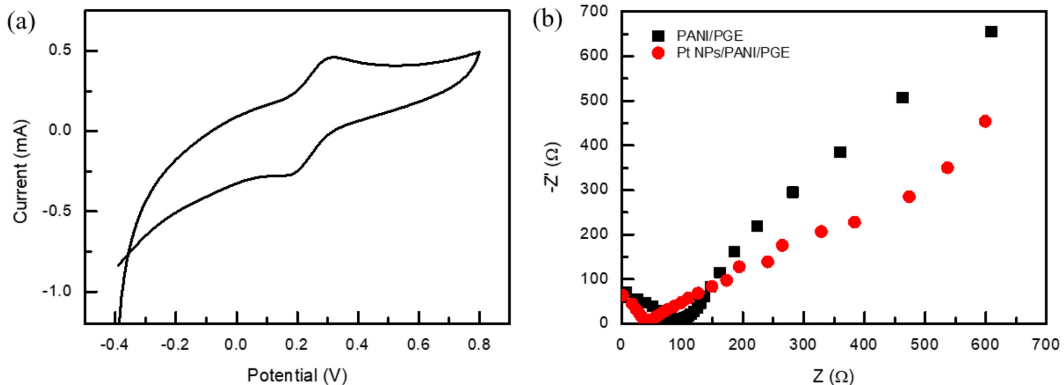 (a)
0.5
0.0
-0.5
-1.0
Current (mA)
-0.4 -0.2 0.0 0.2 0.4 0.6 0.8
Potential (V)
(b)
PANI/PGE
Pt NPs/PANI/PGE
700
600
500
400
300
200
100
0
-Z' (Ω)
0 100 200 300 400 500 600 700
Z (Ω)